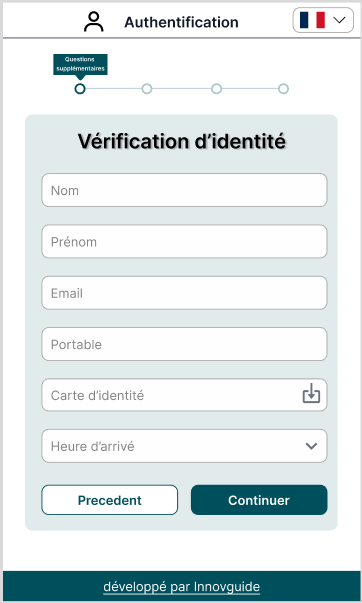 Authentification
Questions
supplémentaires
Vérification d'identité
Nom
Prénom
Email
Portable
Carte d'identité
Heure d'arrivé
Precedent
Continuer
développé par Innovguide